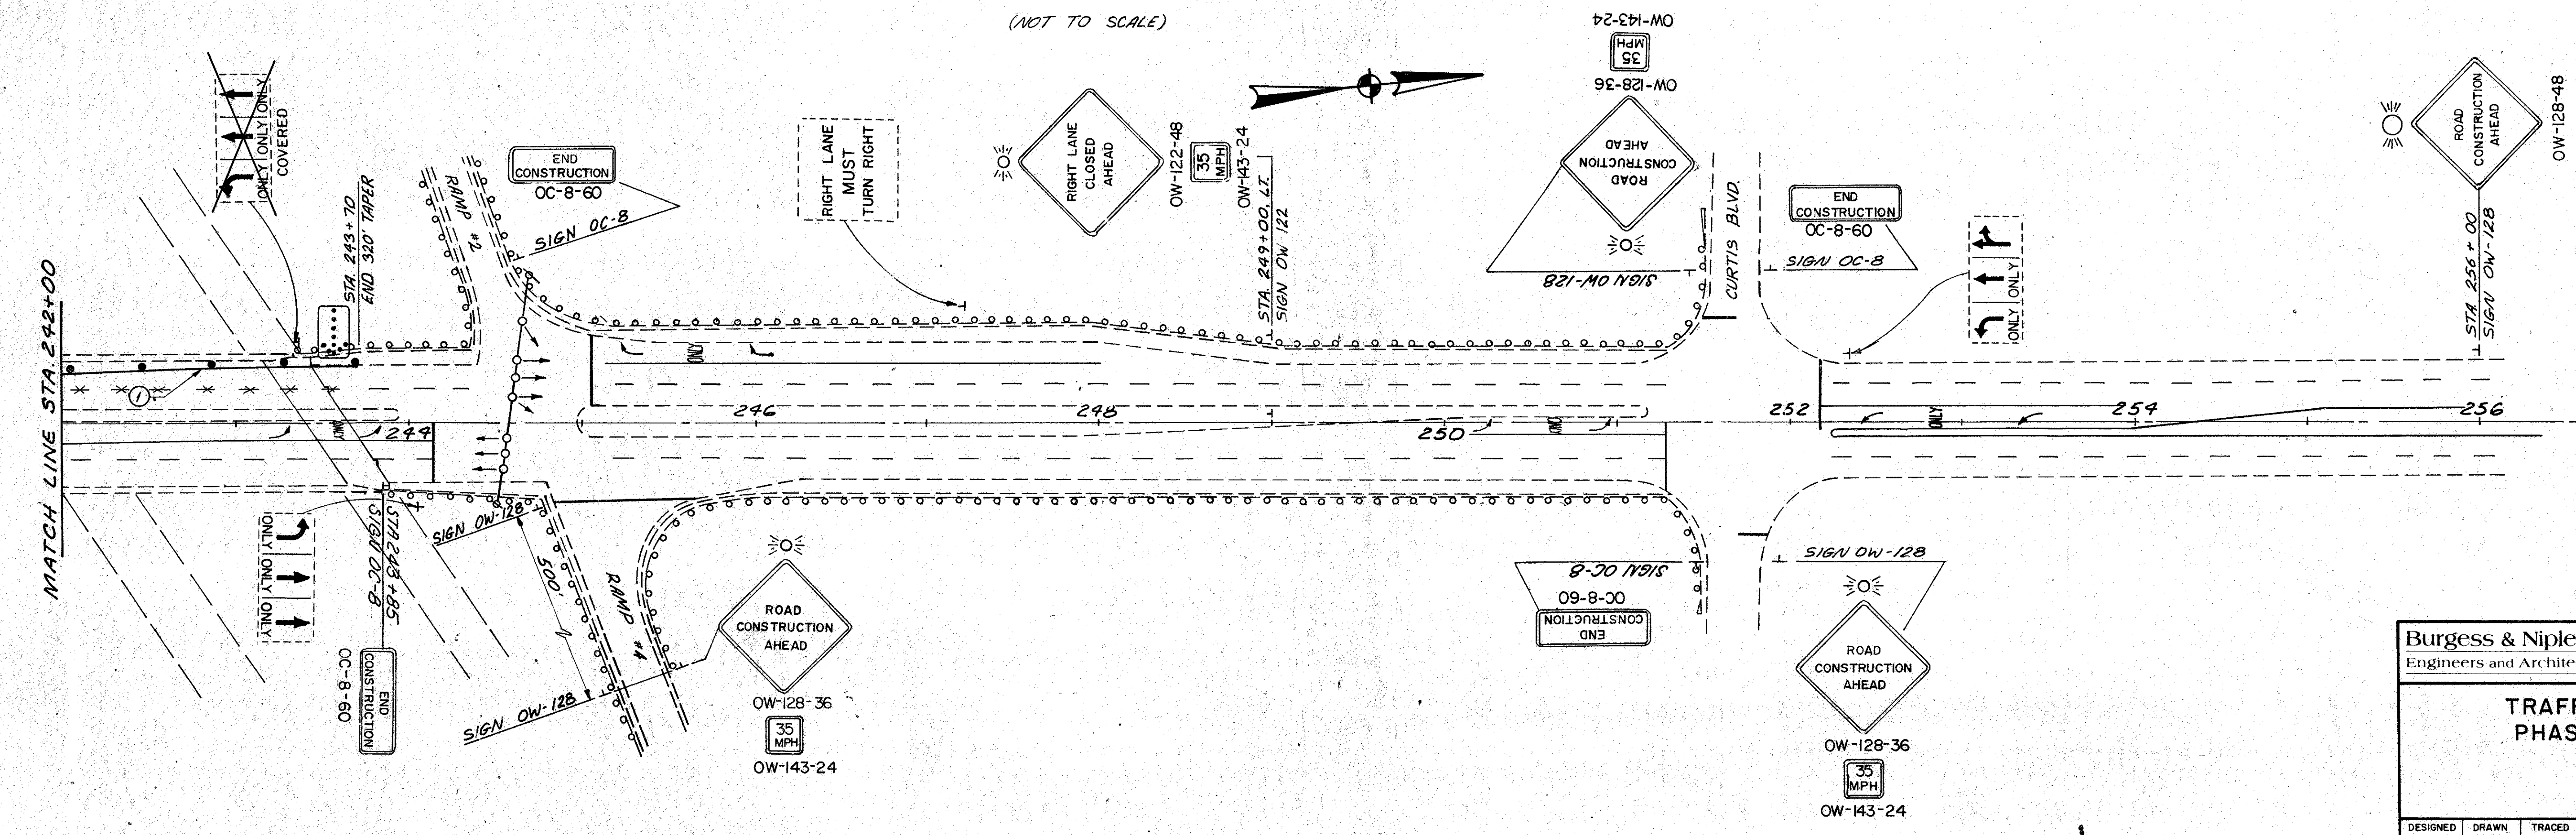 (NOT TO SCALE)
MATCH LINE STA. 242+00
ONLY ONLY ONLY
COVERED
STA. 243+70
END 320' TAPER
RAMP #2
END
CONSTRUCTION
OC-8-60
SIGN OC-8
RIGHT LANE
MUST
TURN RIGHT
RIGHT LANE
CLOSED
AHEAD
OW-122-48
35
MPH
OW-143-24
STA. 249+00, LT.
SIGN OW 122
OW-143-24
35
MPH
OW-128-36
ROAD
CONSTRUCTION
AHEAD
SIGN OW-128
CURTIS BLVD.
END
CONSTRUCTION
OC-8-60
SIGN OC-8
ONLY ONLY
ROAD
CONSTRUCTION
AHEAD
OW-128-48
STA 256+00
SIGN OW-128
1
ONLY
ONLY
244
246
248
250
ONLY
252
ONLY
254
256
ONLY ONLY ONLY
STA 243+85
SIGN OC-8
END
CONSTRUCTION
OC-8-60
SIGN OW-128
500'
RAMP #4
SIGN OW-128
ROAD
CONSTRUCTION
AHEAD
OW-128-36
35
MPH
OW-143-24
SIGN OC-8
OC-8-60
END
CONSTRUCTION
SIGN OW-128
ROAD
CONSTRUCTION
AHEAD
OW-128-36
35
MPH
OW-143-24
Burgess & Niple
Engineers and Archite
TRAFF
PHAS
DESIGNED DRAWN TRACED